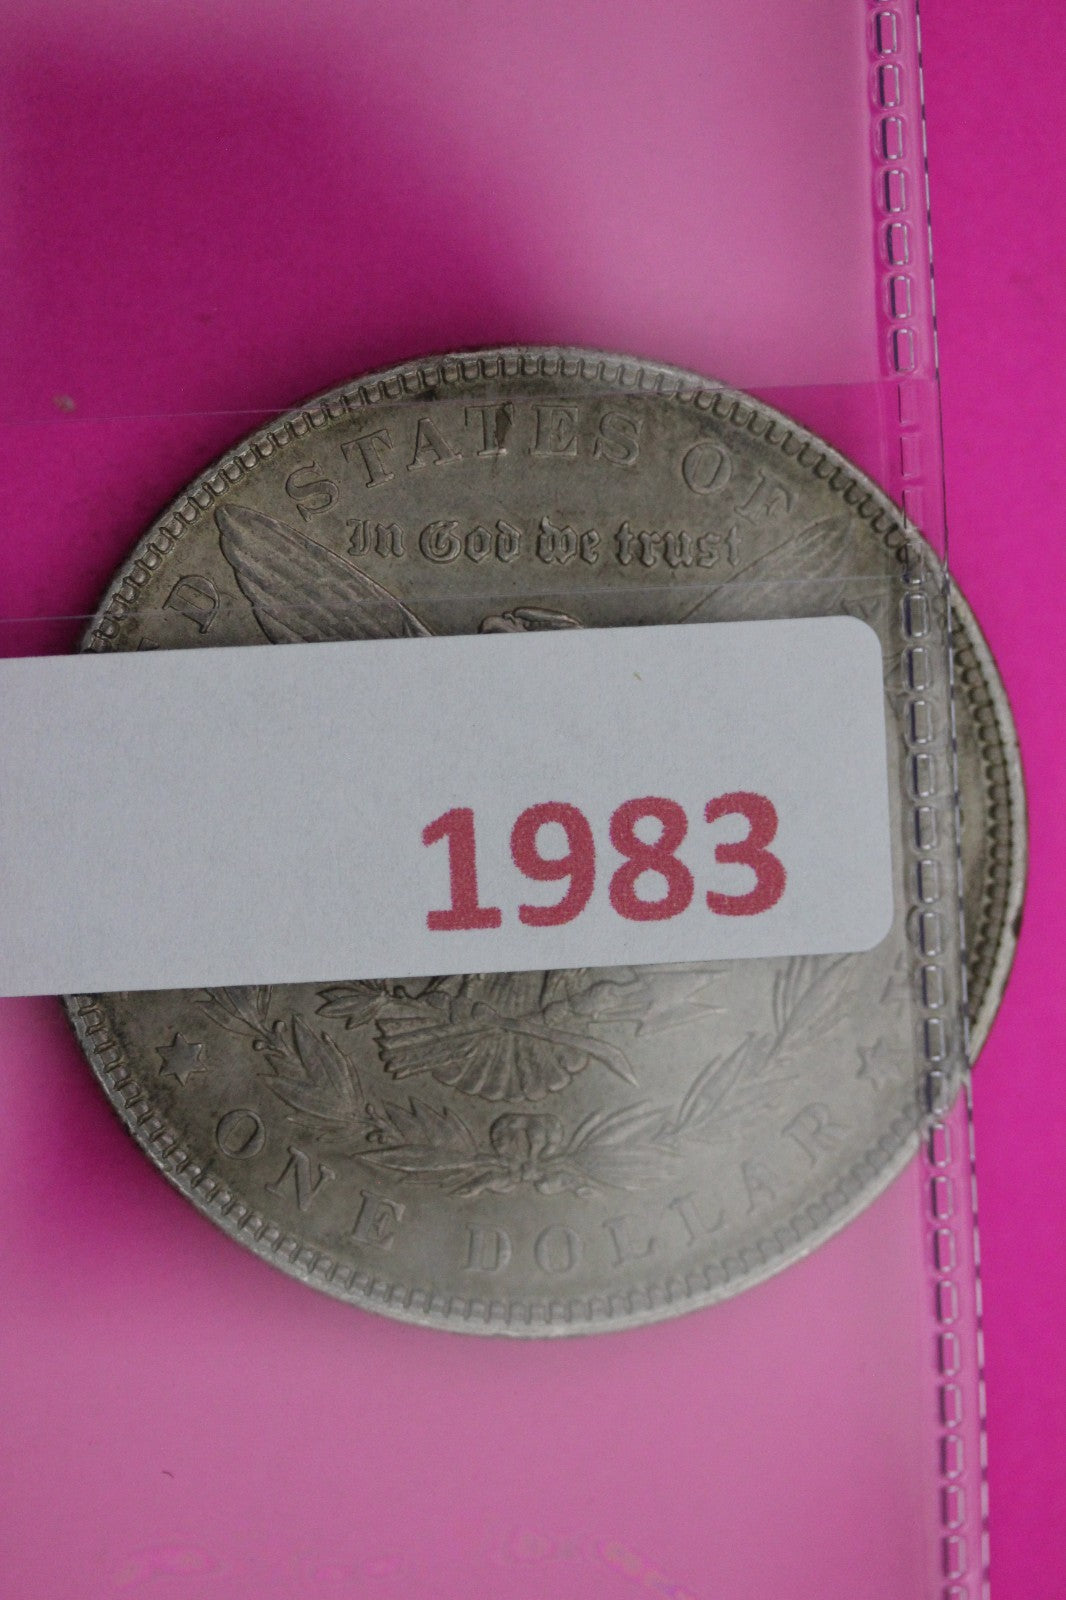 D STATES OF
In God we trust
1983
ONE DOLLAR